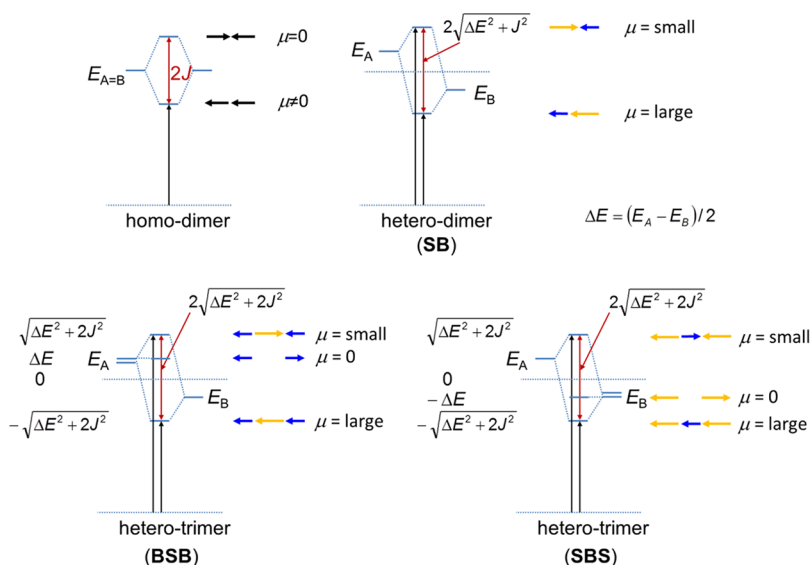 μ=0
E_A=B
2J
μ≠0
homo-dimer
2√(ΔE² + J²)
E_A
E_B
μ = small
μ = large
hetero-dimer
(SB)
ΔE = (E_A − E_B)/2
2√(ΔE² + 2J²)
√(ΔE² + 2J²)
ΔE
0
−√(ΔE² + 2J²)
E_A
E_B
μ = small
μ = 0
μ = large
hetero-trimer
(BSB)
2√(ΔE² + 2J²)
√(ΔE² + 2J²)
0
−ΔE
−√(ΔE² + 2J²)
E_A
E_B
μ = small
μ = 0
μ = large
hetero-trimer
(SBS)